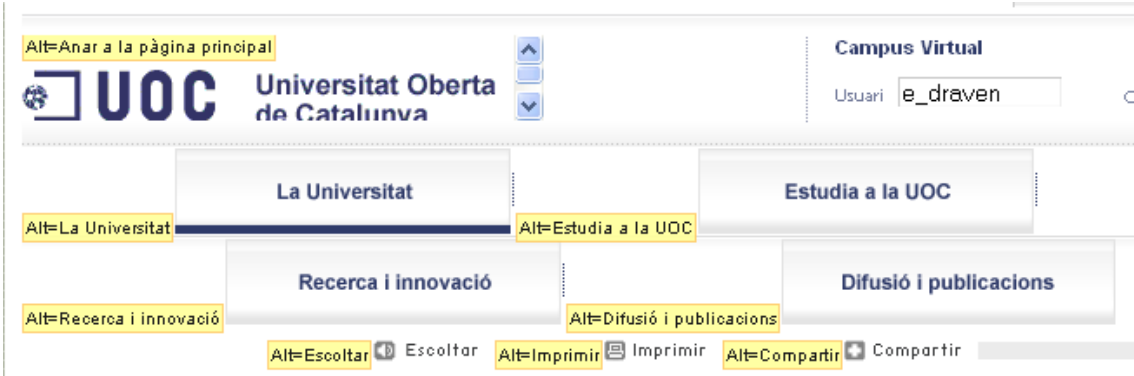 Alt=Anar a la pàgina principal
Campus Virtual
UOC Universitat Oberta
de Catalunya
Usuari e_draven
La Universitat
Estudia a la UOC
Alt=La Universitat
Alt=Estudia a la UOC
Recerca i innovació
Difusió i publicacions
Alt=Recerca i innovació
Alt=Difusió i publicacions
Alt=Escoltar Escoltar Alt=Imprimir Imprimir Alt=Compartir Compartir